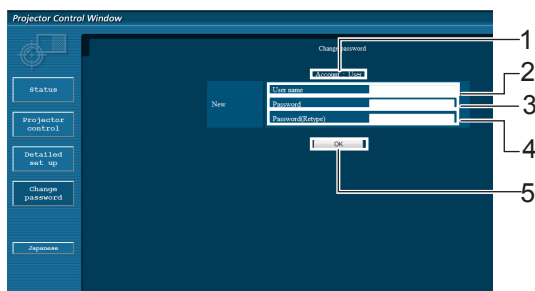 Projector Control Window
Change password
Account : User
Status
Projector
control
Detailed
set up
Change
password
Japanese
New
User name
Password
Password(Retype)
OK
1
2
3
4
5